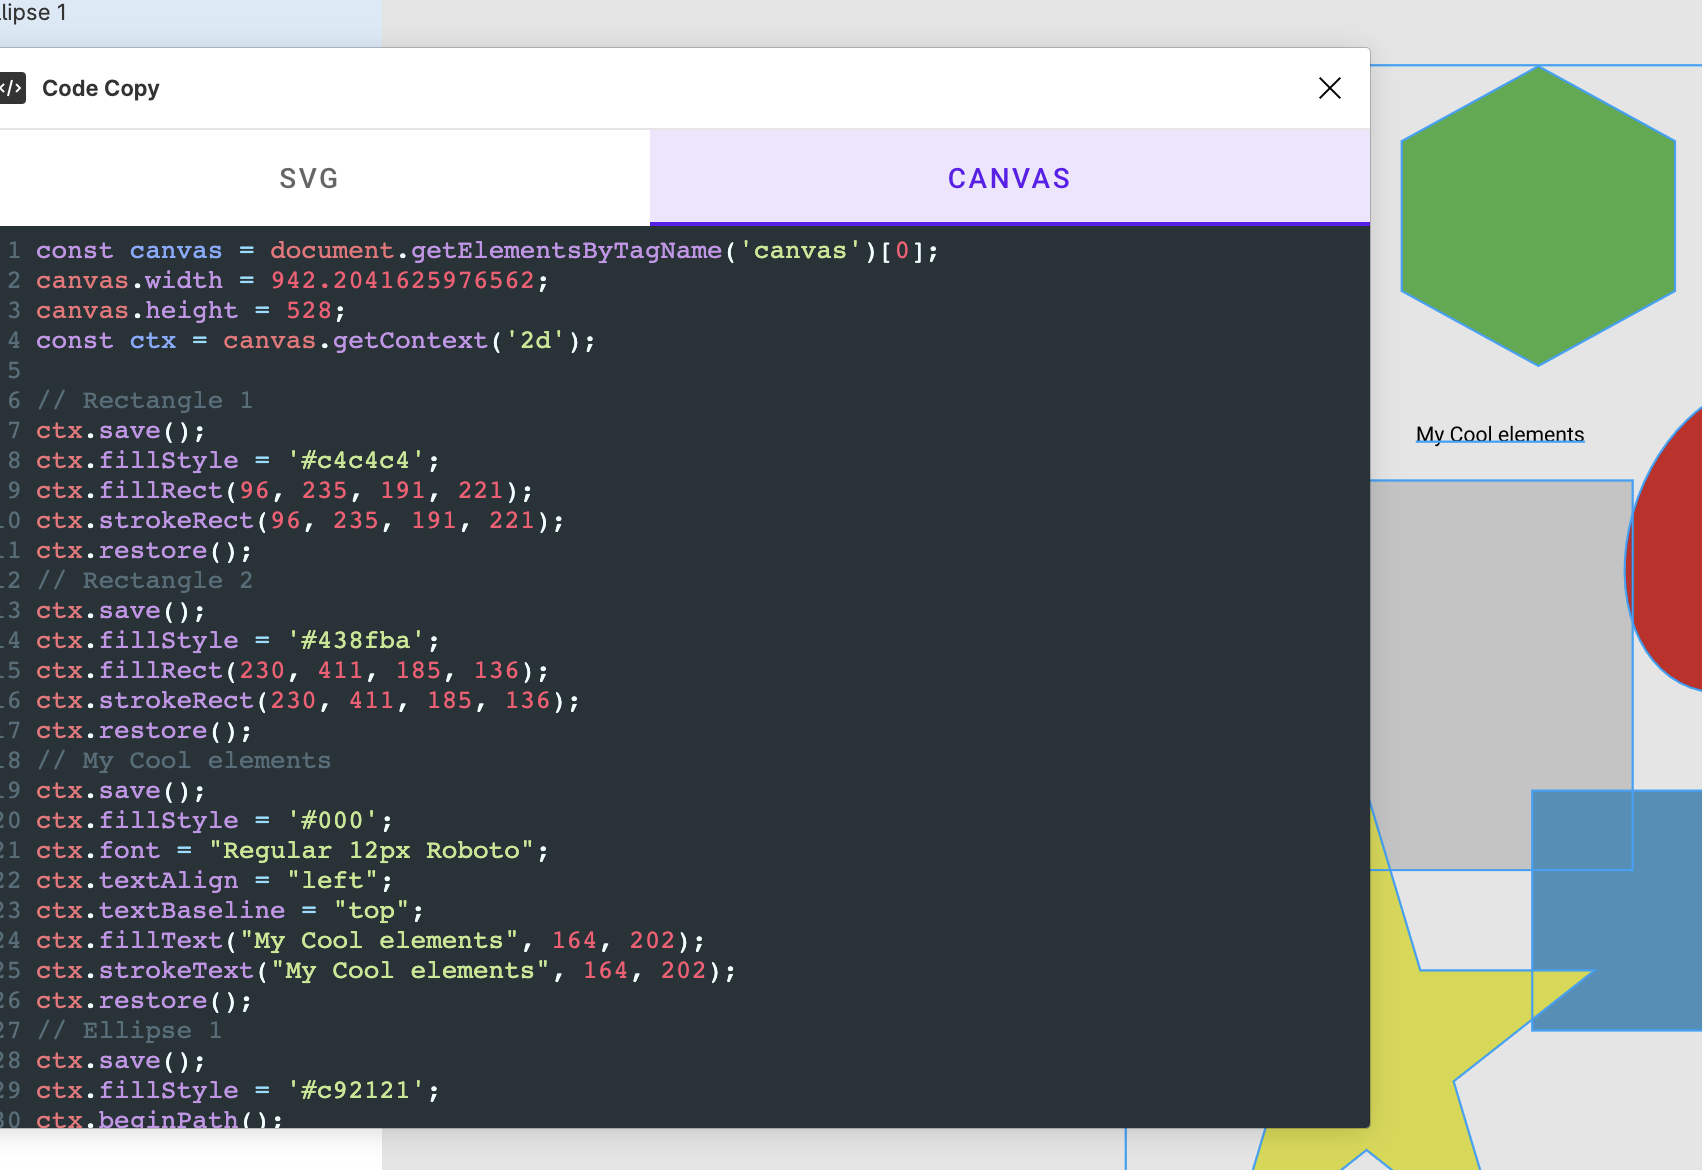 lipse 1
</> Code Copy
SVG CANVAS
1 const canvas = document.getElementsByTagName('canvas')[0];
2 canvas.width = 942.2041625976562;
3 canvas.height = 528;
4 const ctx = canvas.getContext('2d');
5
6 // Rectangle 1
7 ctx.save();
8 ctx.fillStyle = '#c4c4c4';
9 ctx.fillRect(96, 235, 191, 221);
10 ctx.strokeRect(96, 235, 191, 221);
11 ctx.restore();
12 // Rectangle 2
13 ctx.save();
14 ctx.fillStyle = '#438fba';
15 ctx.fillRect(230, 411, 185, 136);
16 ctx.strokeRect(230, 411, 185, 136);
17 ctx.restore();
18 // My Cool elements
19 ctx.save();
20 ctx.fillStyle = '#000';
21 ctx.font = "Regular 12px Roboto";
22 ctx.textAlign = "left";
23 ctx.textBaseline = "top";
24 ctx.fillText("My Cool elements", 164, 202);
25 ctx.strokeText("My Cool elements", 164, 202);
26 ctx.restore();
27 // Ellipse 1
28 ctx.save();
29 ctx.fillStyle = '#c92121';
30 ctx.beginPath();
My Cool elements